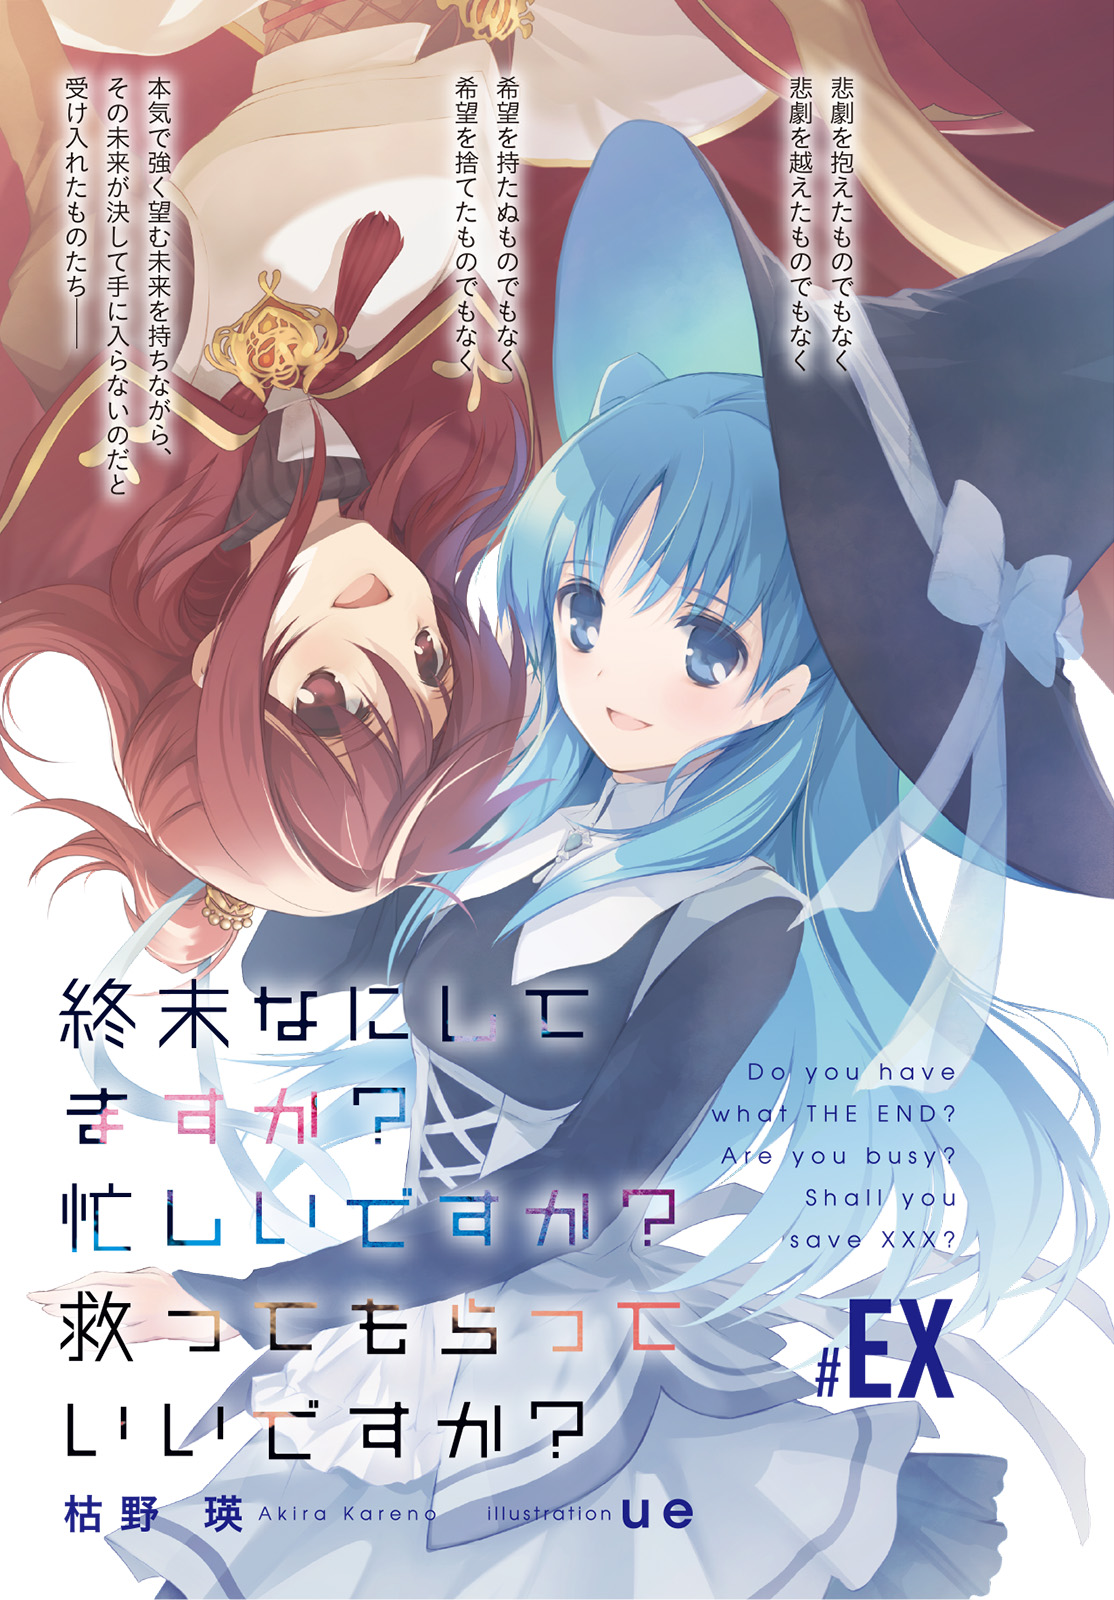 悲劇を抱えたものでもなく
悲劇を越えたものでもなく
希望を持たぬものでもなく
希望を捨てたものでもなく
本気で強く望む未来を持ちながら、
その未来が決して手に入らないのだと
受け入れたものたち――
終末なにして
ますか?
忙しいですか?
救ってもらって
いいですか?
Do you have
what THE END?
Are you busy?
Shall you
save XXX?
#EX
枯野 瑛 Akira Kareno illustration ue